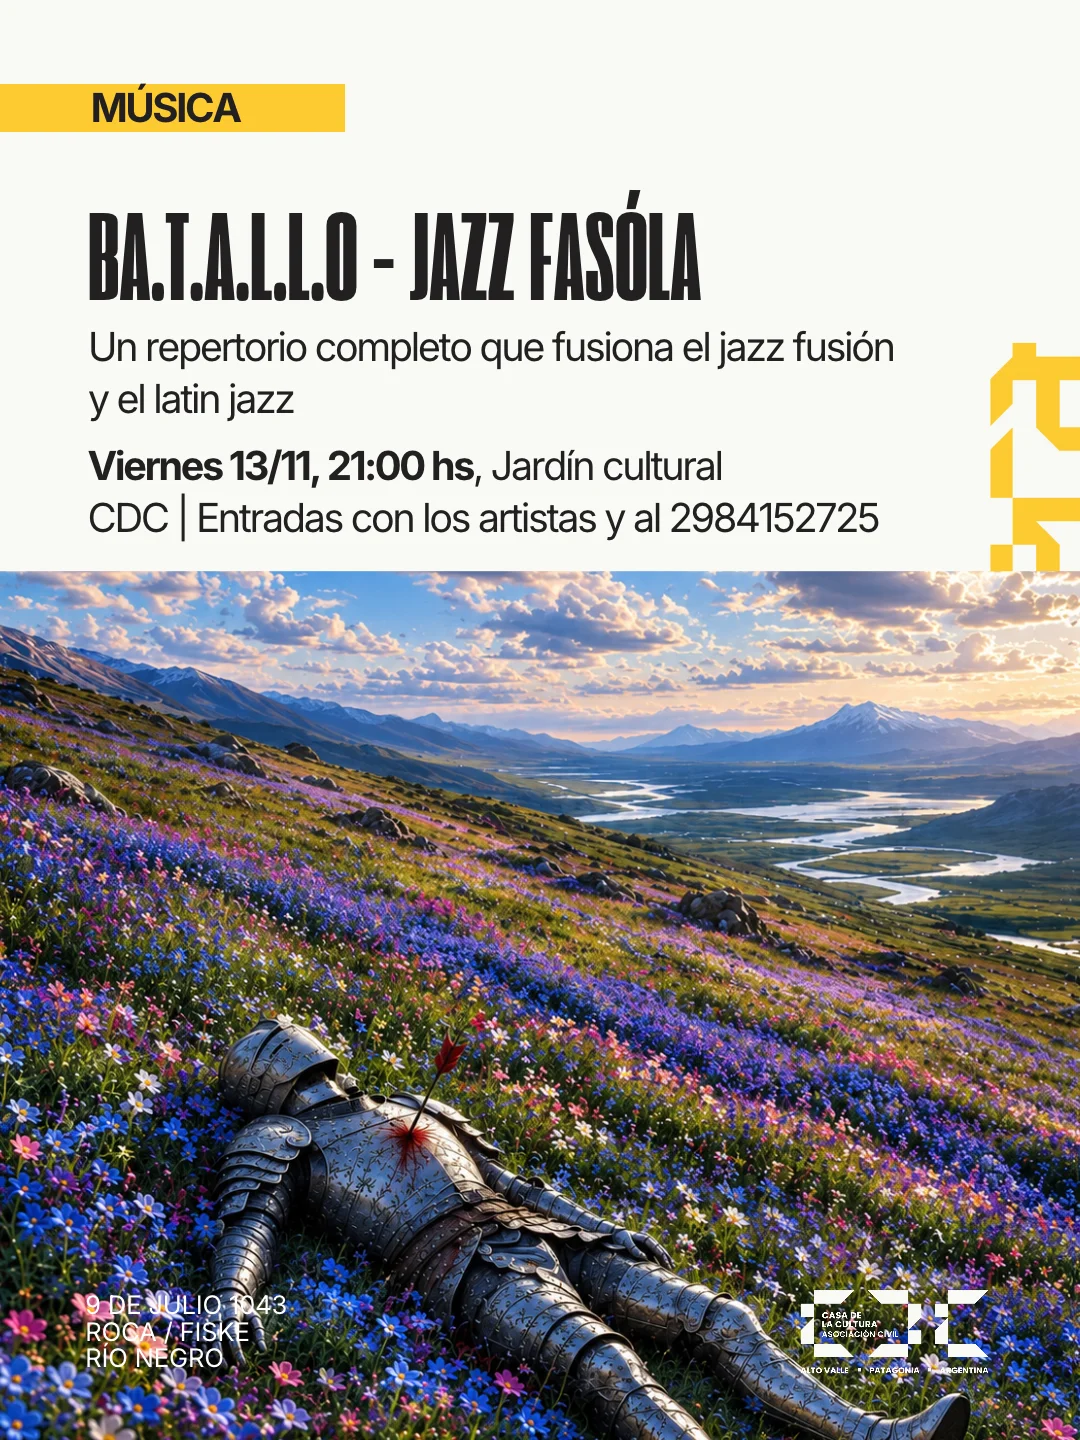 MÚSICA
BA.T.A.L.L.O - JAZZ FASÓLA
Un repertorio completo que fusiona el jazz fusión
y el latin jazz
Viernes 13/11, 21:00 hs, Jardín cultural
CDC | Entradas con los artistas y al 2984152725
9 DE JULIO 1043
ROCA / FISKE
RÍO NEGRO
CASA DE
LA CULTURA
ASOCIACIÓN CIVIL
CDC
ALTO VALLE • PATAGONIA • ARGENTINA